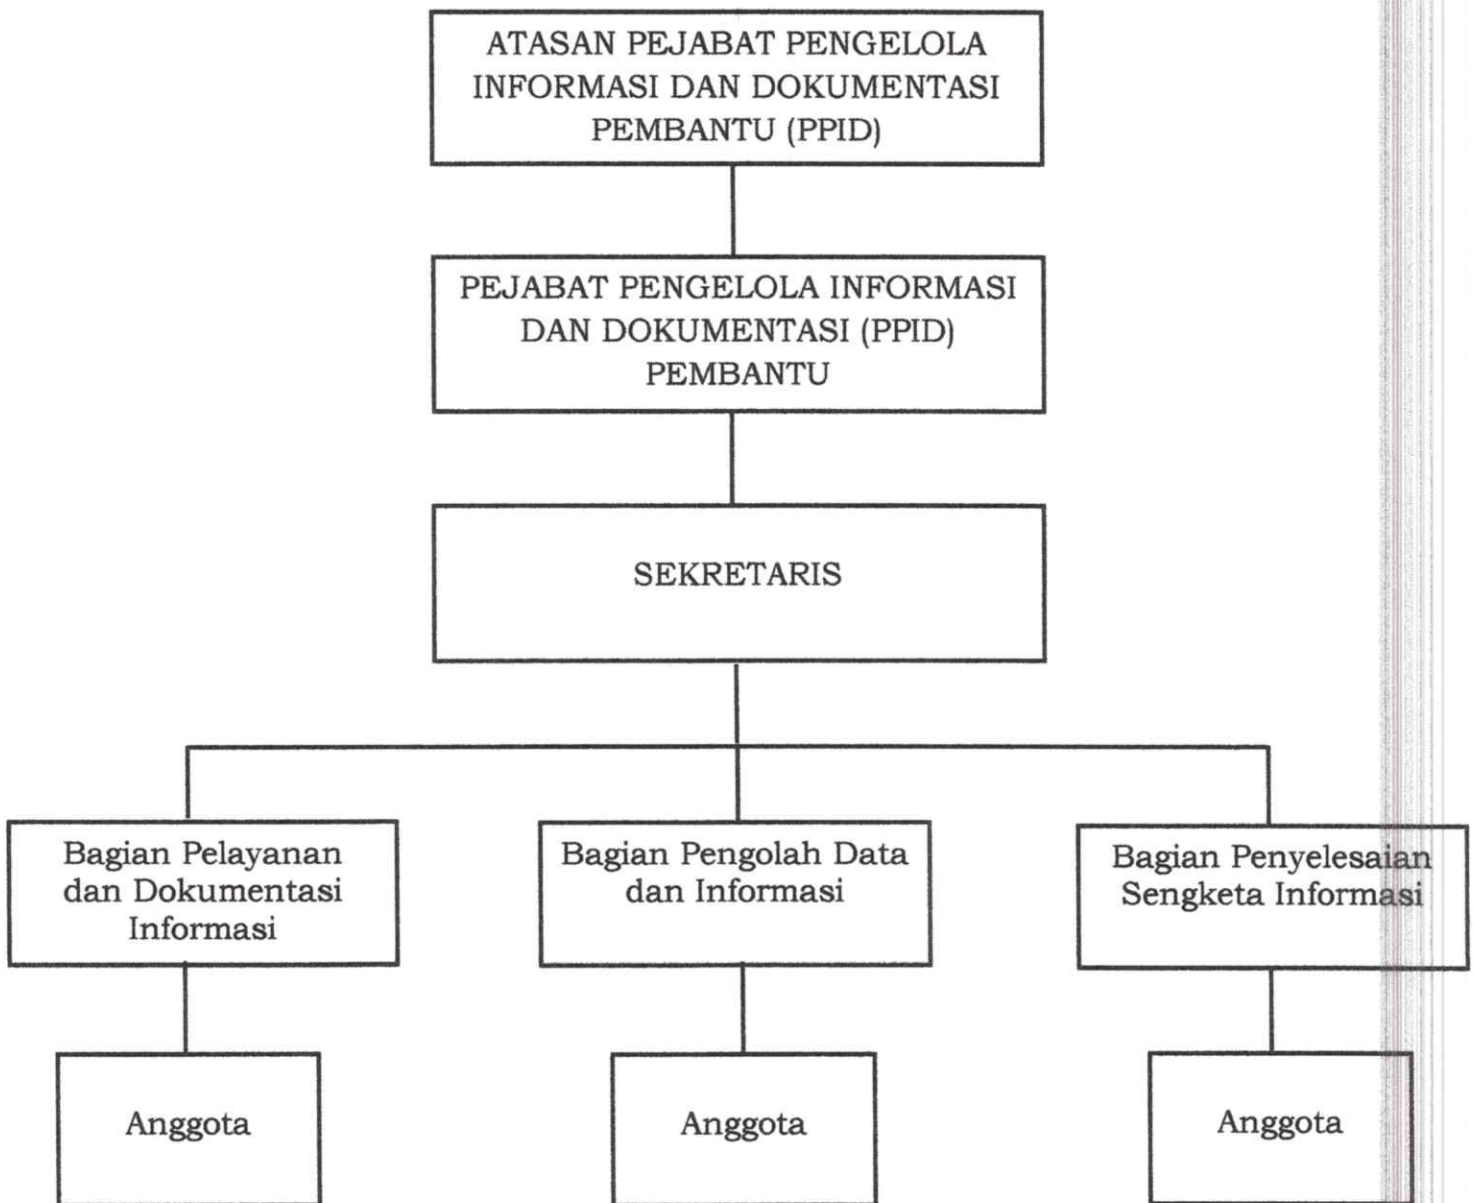 ATASAN PEJABAT PENGELOLA
INFORMASI DAN DOKUMENTASI
PEMBANTU (PPID)
PEJABAT PENGELOLA INFORMASI
DAN DOKUMENTASI (PPID)
PEMBANTU
SEKRETARIS
Bagian Pelayanan
dan Dokumentasi
Informasi
Bagian Pengolah Data
dan Informasi
Bagian Penyelesaian
Sengketa Informasi
Anggota
Anggota
Anggota